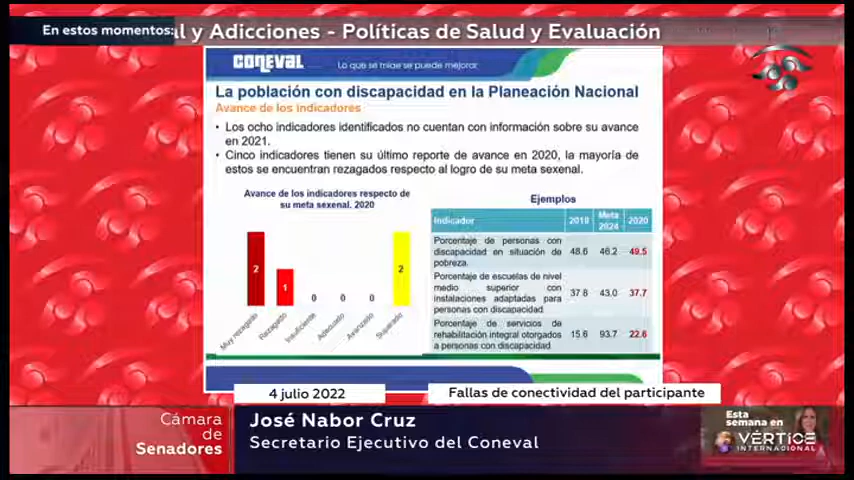 En estos momentos:
l y Adicciones - Políticas de Salud y Evaluación
CONEVAL
Lo que se mide se puede mejorar
La población con discapacidad en la Planeación Nacional
Avance de los indicadores
• Los ocho indicadores identificados no cuentan con información sobre su avance
en 2021.
• Cinco indicadores tienen su último reporte de avance en 2020, la mayoría de
estos se encuentran rezagados respecto al logro de su meta sexenal.
Avance de los indicadores respecto de
su meta sexenal. 2020
2
1
0
0
0
2
Muy rezagado
Rezagado
Insuficiente
Adecuado
Avanzado
Superado
Ejemplos
Indicador 2018 Meta 2024 2020
Porcentaje de personas con
discapacidad en situación de
pobreza.
48.6 46.2 49.5
Porcentaje de escuelas de nivel
medio superior con
instalaciones adaptadas para
personas con discapacidad
37.8 43.0 37.7
Porcentaje de servicios de
rehabilitación integral otorgados
a personas con discapacidad
15.6 93.7 22.6
4 julio 2022
Fallas de conectividad del participante
Cámara
de
Senadores
José Nabor Cruz
Secretario Ejecutivo del Coneval
Esta
semana en
VÉRTICE
INTERNACIONAL